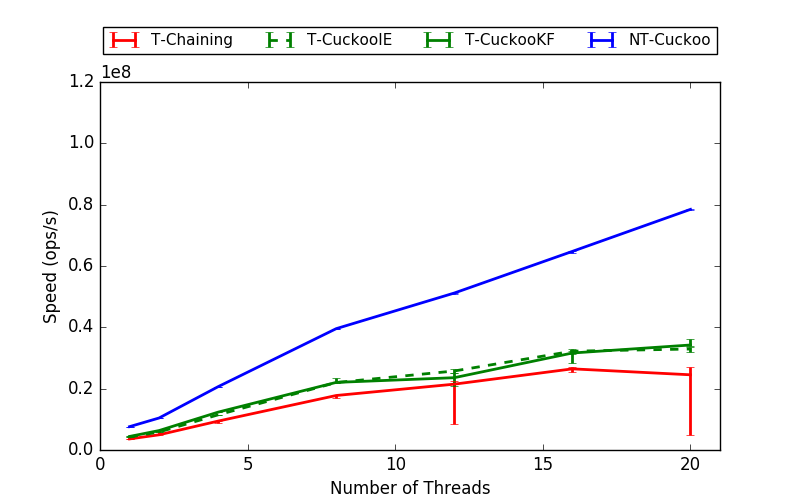 T-Chaining T-CuckooIE T-CuckooKF NT-Cuckoo
1e8
1.2
1.0
0.8
0.6
0.4
0.2
0.0
Speed (ops/s)
0 5 10 15 20
Number of Threads